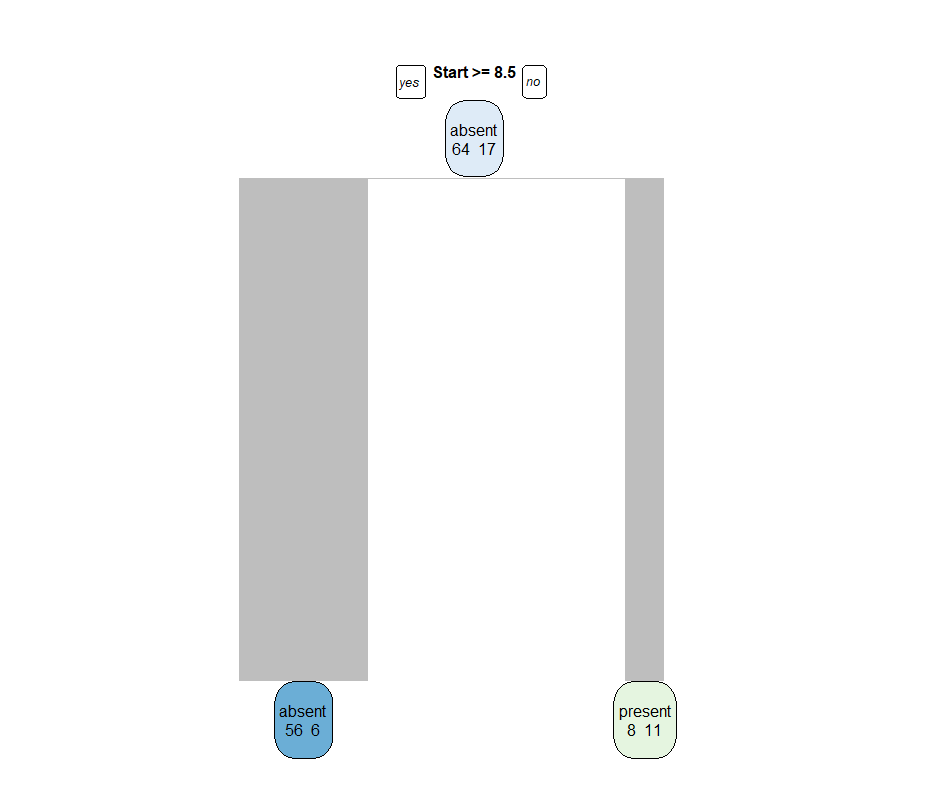 Start >= 8.5
yes no
absent
64 17
absent
56 6
present
8 11